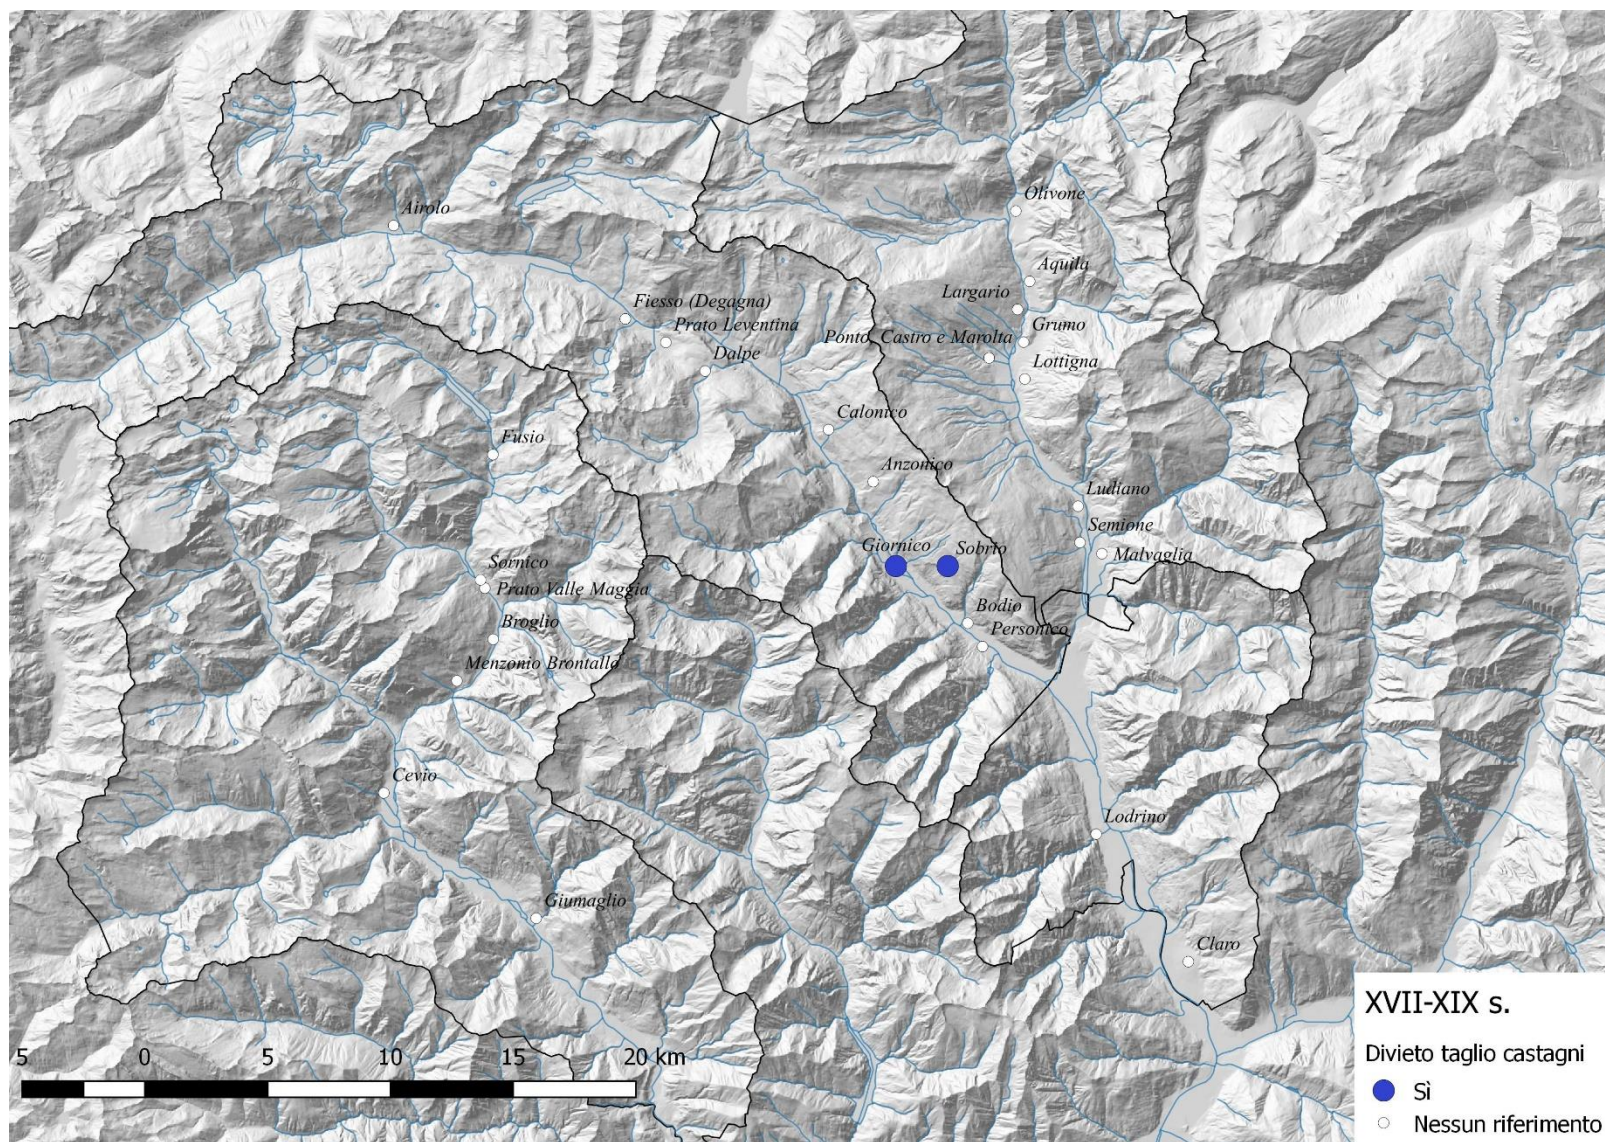 Olivone
Airolo
Aquila
Largario
Fiesso (Degagna)
Prato Leventina
Grumo
Ponto, Castro e Marolta
Dalpe
Lottigna
Calonico
Fusio
Anzonico
Ludiano
Semione
Giornico
Sobrio
Malvaglia
Sornico
Prato Valle Maggia
Bodio
Broglio
Personico
Menzonio Brontallo
Cevio
Lodrino
Giumaglio
Claro
XVII-XIX s.
Divieto taglio castagni
Sì
Nessun riferimento
5 0 5 10 15 20 km